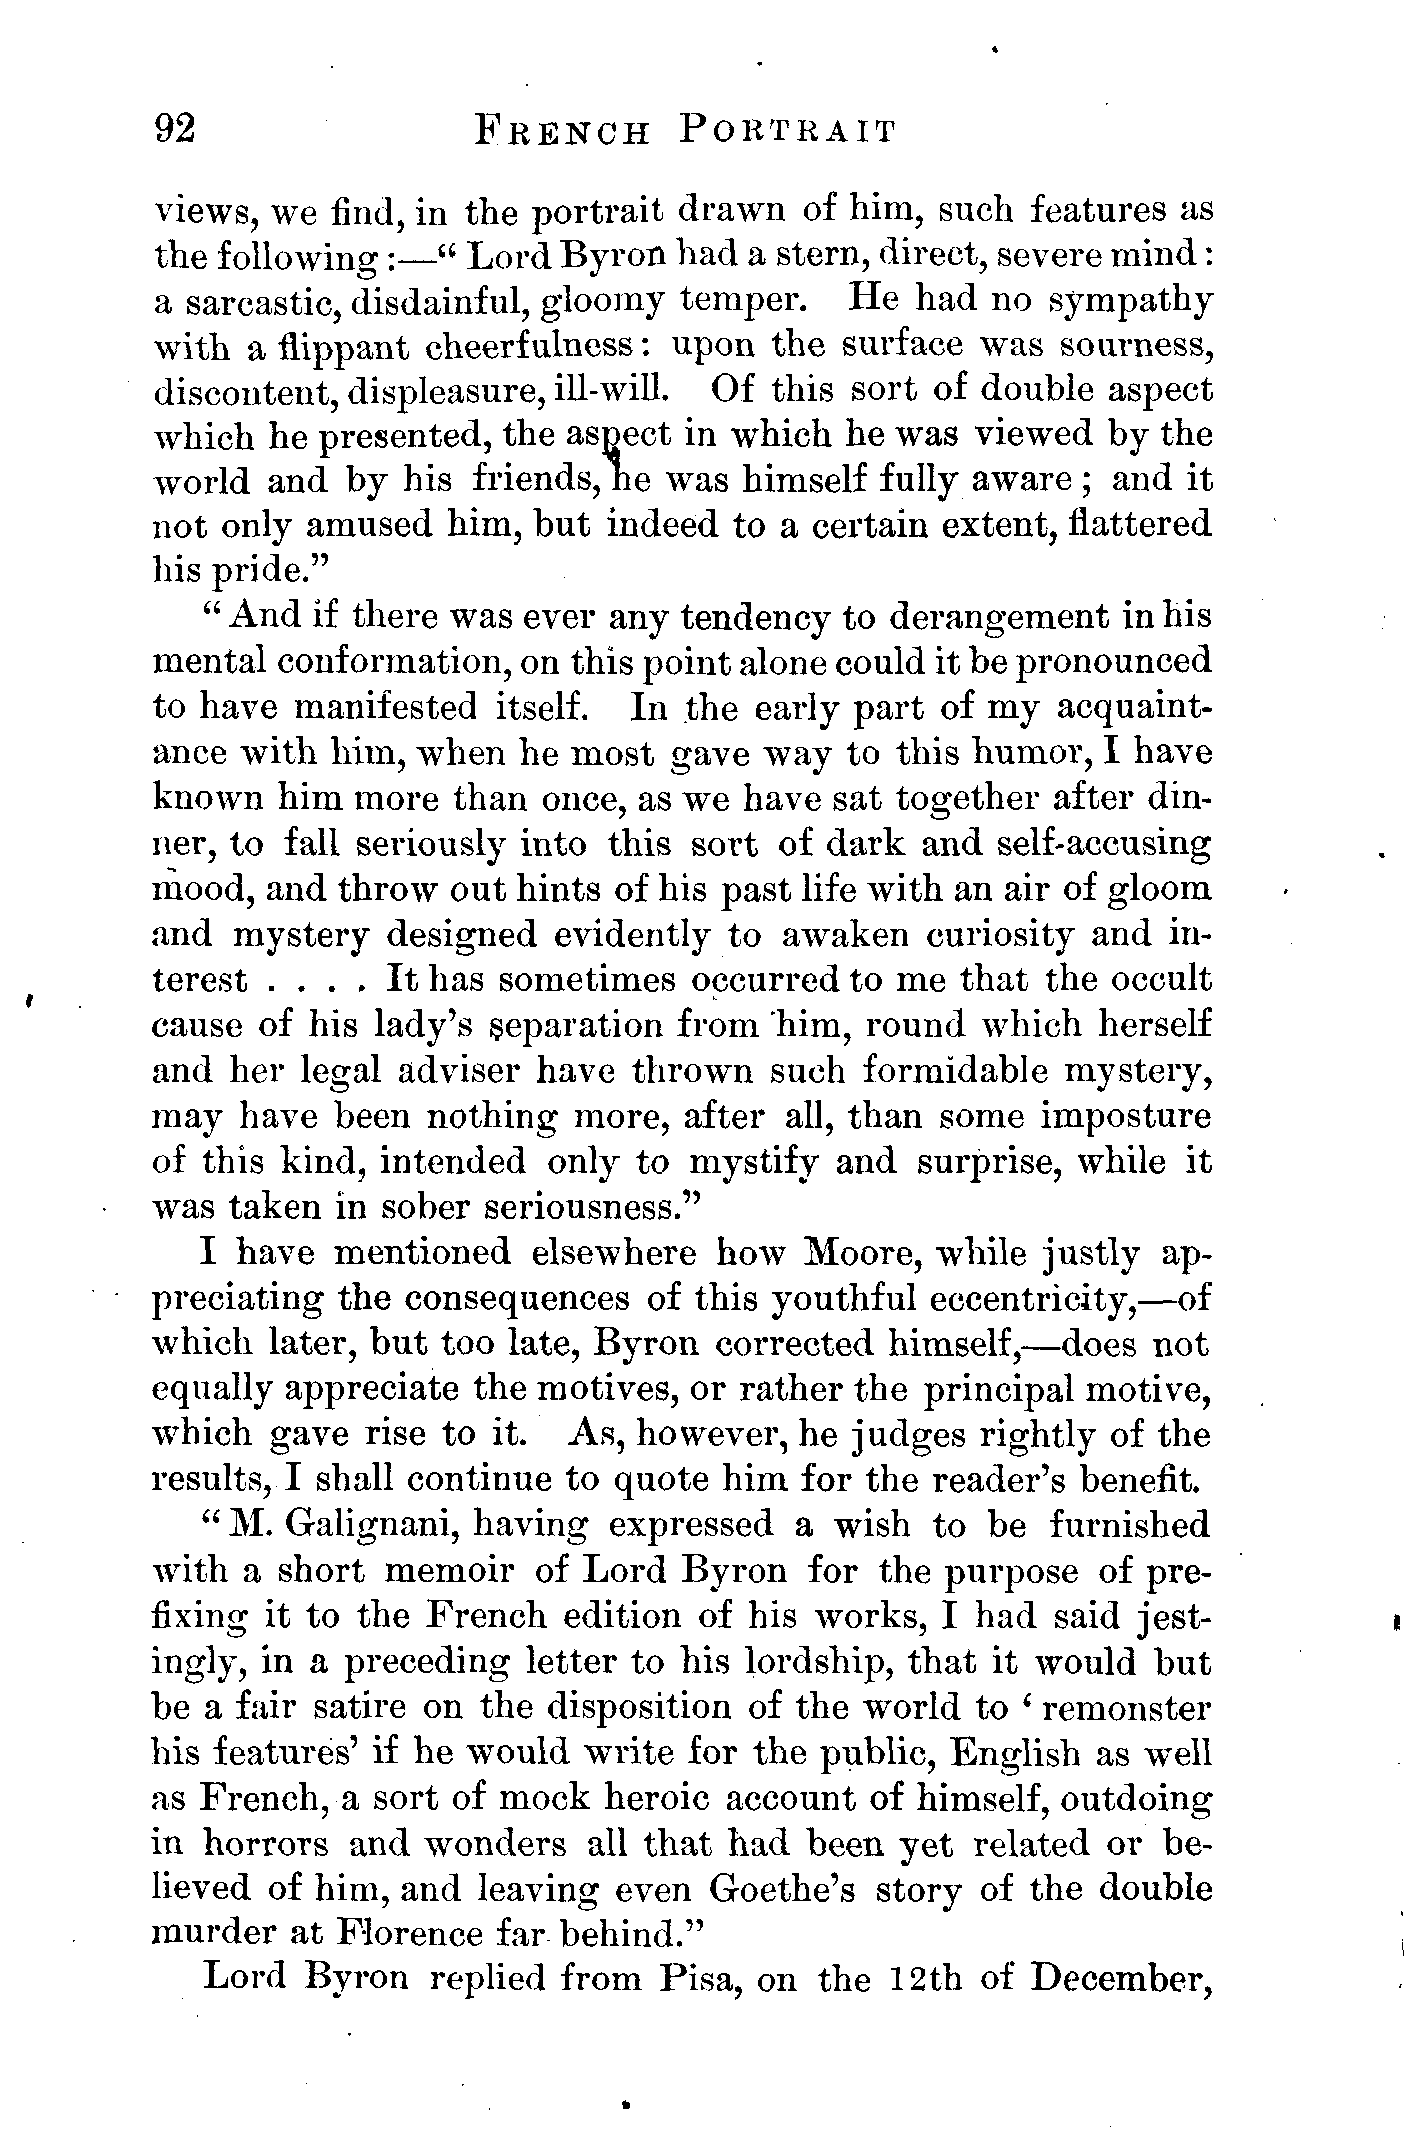 92 FRENCH PORTRAIT
views, we find, in the portrait drawn of him, such features as
the following:—“ Lord Byron had a stern, direct, severe mind :
a sarcastic, disdainful, gloomy temper. He had no sympathy
with a flippant cheerfulness: upon the surface was sourness,
discontent, displeasure, ill-will. Of this sort of double aspect
which he presented, the aspect in which he was viewed by the
world and by his friends, he was himself fully aware ; and it
not only amused him, but indeed to a certain extent, flattered
his pride.”
“ And if there was ever any tendency to derangement in his
mental conformation, on this point alone could it be pronounced
to have manifested itself. In the early part of my acquaint-
ance with him, when he most gave way to this humor, I have
known him more than once, as we have sat together after din-
ner, to fall seriously into this sort of dark and self-accusing
mood, and throw out hints of his past life with an air of gloom
and mystery designed evidently to awaken curiosity and in-
terest . . . . It has sometimes occurred to me that the occult
cause of his lady’s separation from him, round which herself
and her legal adviser have thrown such formidable mystery,
may have been nothing more, after all, than some imposture
of this kind, intended only to mystify and surprise, while it
was taken in sober seriousness.”
I have mentioned elsewhere how Moore, while justly ap-
preciating the consequences of this youthful eccentricity,—of
which later, but too late, Byron corrected himself,—does not
equally appreciate the motives, or rather the principal motive,
which gave rise to it. As, however, he judges rightly of the
results, I shall continue to quote him for the reader’s benefit.
“ M. Galignani, having expressed a wish to be furnished
with a short memoir of Lord Byron for the purpose of pre-
fixing it to the French edition of his works, I had said jest-
ingly, in a preceding letter to his lordship, that it would but
be a fair satire on the disposition of the world to ‘ remonster
his features’ if he would write for the public, English as well
as French, a sort of mock heroic account of himself, outdoing
in horrors and wonders all that had been yet related or be-
lieved of him, and leaving even Goethe’s story of the double
murder at Florence far behind.”
Lord Byron replied from Pisa, on the 12th of December,